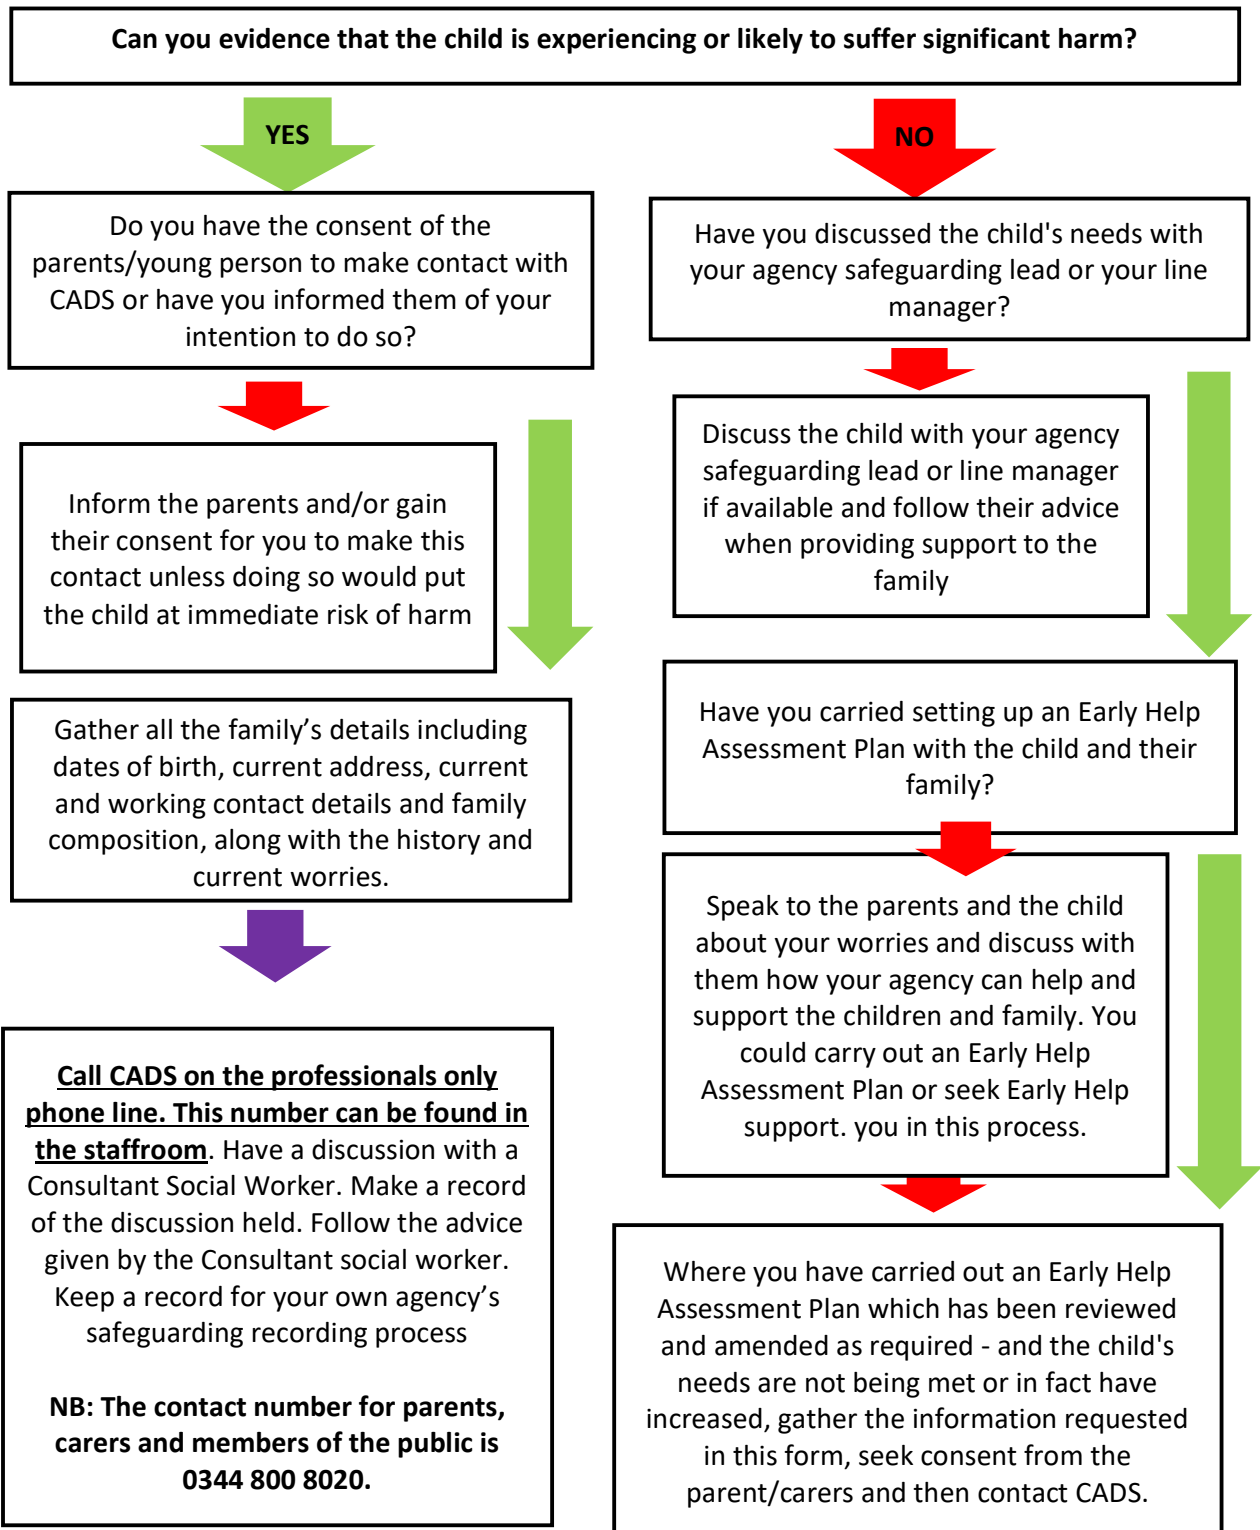 Can you evidence that the child is experiencing or likely to suffer significant harm?
YES
Do you have the consent of the
parents/young person to make contact with
CADS or have you informed them of your
intention to do so?
Inform the parents and/or gain
their consent for you to make this
contact unless doing so would put
the child at immediate risk of harm
Gather all the family’s details including
dates of birth, current address, current
and working contact details and family
composition, along with the history and
current worries.
Call CADS on the professionals only
phone line. This number can be found in
the staffroom. Have a discussion with a
Consultant Social Worker. Make a record
of the discussion held. Follow the advice
given by the Consultant social worker.
Keep a record for your own agency’s
safeguarding recording process
NB: The contact number for parents,
carers and members of the public is
0344 800 8020.
NO
Have you discussed the child's needs with
your agency safeguarding lead or your line
manager?
Discuss the child with your agency
safeguarding lead or line manager
if available and follow their advice
when providing support to the
family
Have you carried setting up an Early Help
Assessment Plan with the child and their
family?
Speak to the parents and the child
about your worries and discuss with
them how your agency can help and
support the children and family. You
could carry out an Early Help
Assessment Plan or seek Early Help
support. you in this process.
Where you have carried out an Early Help
Assessment Plan which has been reviewed
and amended as required - and the child's
needs are not being met or in fact have
increased, gather the information requested
in this form, seek consent from the
parent/carers and then contact CADS.